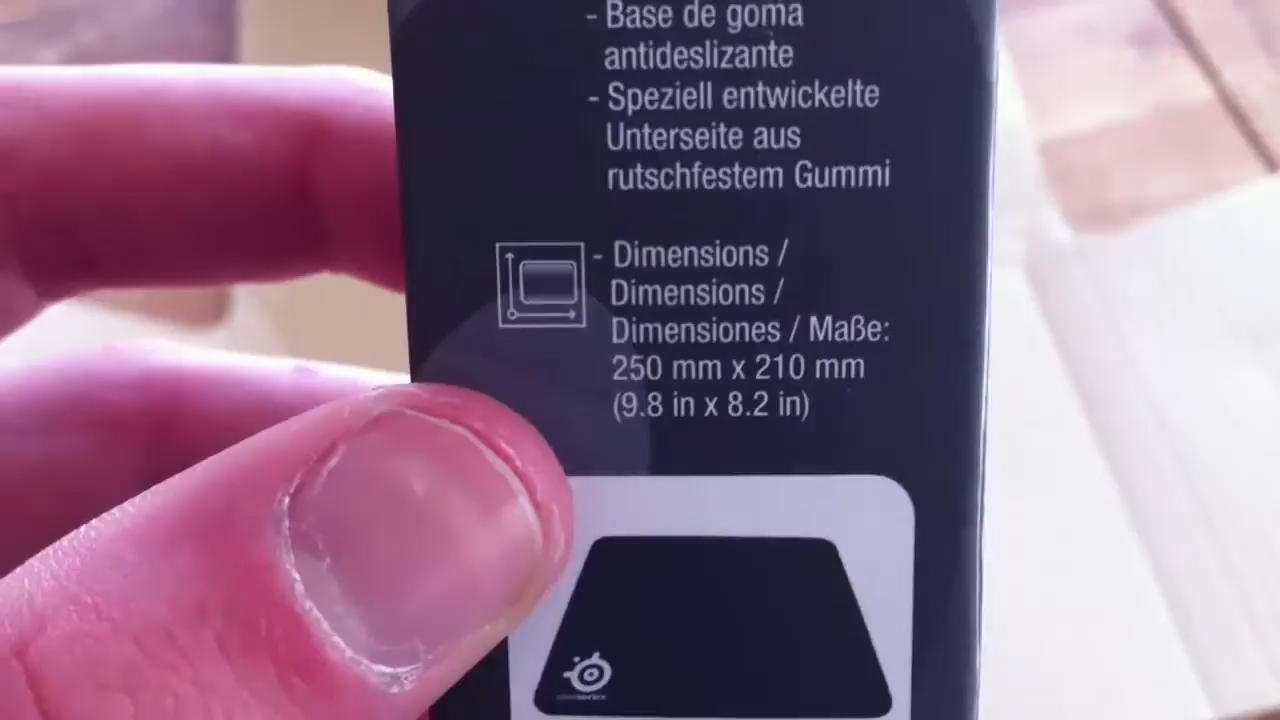 - Base de goma
antideslizante
- Speziell entwickelte
Unterseite aus
rutschfestem Gummi
- Dimensions /
Dimensions /
Dimensiones / Maße:
250 mm x 210 mm
(9.8 in x 8.2 in)